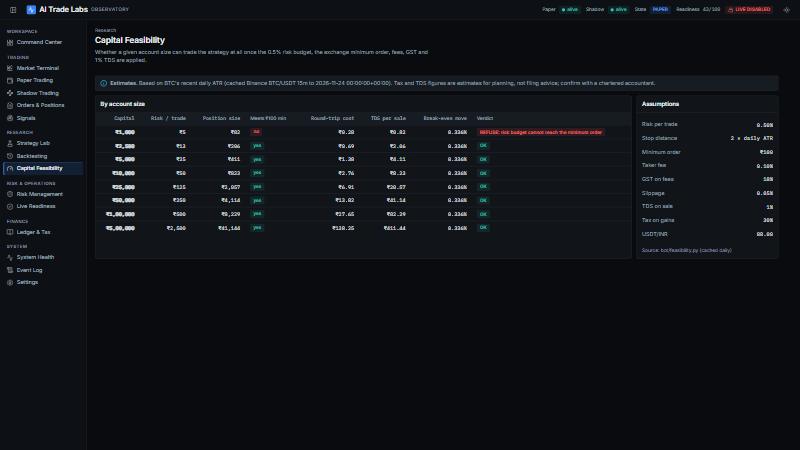 AI Trade Labs OBSERVATORY
Paper alive Shadow alive State PAPER Readiness 43/100 LIVE DISABLED
WORKSPACE
Command Center
TRADING
Market Terminal
Paper Trading
Shadow Trading
Orders & Positions
Signals
RESEARCH
Strategy Lab
Backtesting
Capital Feasibility
RISK & OPERATIONS
Risk Management
Live Readiness
FINANCE
Ledger & Tax
SYSTEM
System Health
Event Log
Settings
Research
Capital Feasibility
Whether a given account size can trade the strategy at all once the 0.5% risk budget, the exchange minimum order, fees, GST and
1% TDS are applied.
Estimates. Based on BTC's recent daily ATR (cached Binance BTC/USDT 15m to 2026-11-24 00:00:00+00:00). Tax and TDS figures are estimates for planning, not filing advice; confirm with a chartered accountant.
By account size
Capital Risk / trade Position size Meets ₹100 min Round-trip cost TDS per sale Break-even move Verdict
₹1,000 ₹5 ₹82 no ₹0.28 ₹0.82 0.336% REFUSE: risk budget cannot reach the minimum order
₹2,500 ₹13 ₹206 yes ₹0.69 ₹2.06 0.336% OK
₹5,000 ₹25 ₹411 yes ₹1.38 ₹4.11 0.336% OK
₹10,000 ₹50 ₹823 yes ₹2.76 ₹8.23 0.336% OK
₹25,000 ₹125 ₹2,057 yes ₹6.91 ₹20.57 0.336% OK
₹50,000 ₹250 ₹4,114 yes ₹13.82 ₹41.14 0.336% OK
₹1,00,000 ₹500 ₹8,229 yes ₹27.65 ₹82.29 0.336% OK
₹5,00,000 ₹2,500 ₹41,144 yes ₹138.25 ₹411.44 0.336% OK
Assumptions
Risk per trade 0.50%
Stop distance 2 × daily ATR
Minimum order ₹100
Taker fee 0.10%
GST on fees 18%
Slippage 0.05%
TDS on sale 1%
Tax on gains 30%
USDT/INR 88.00
Source: bot/feasibility.py (cached daily)